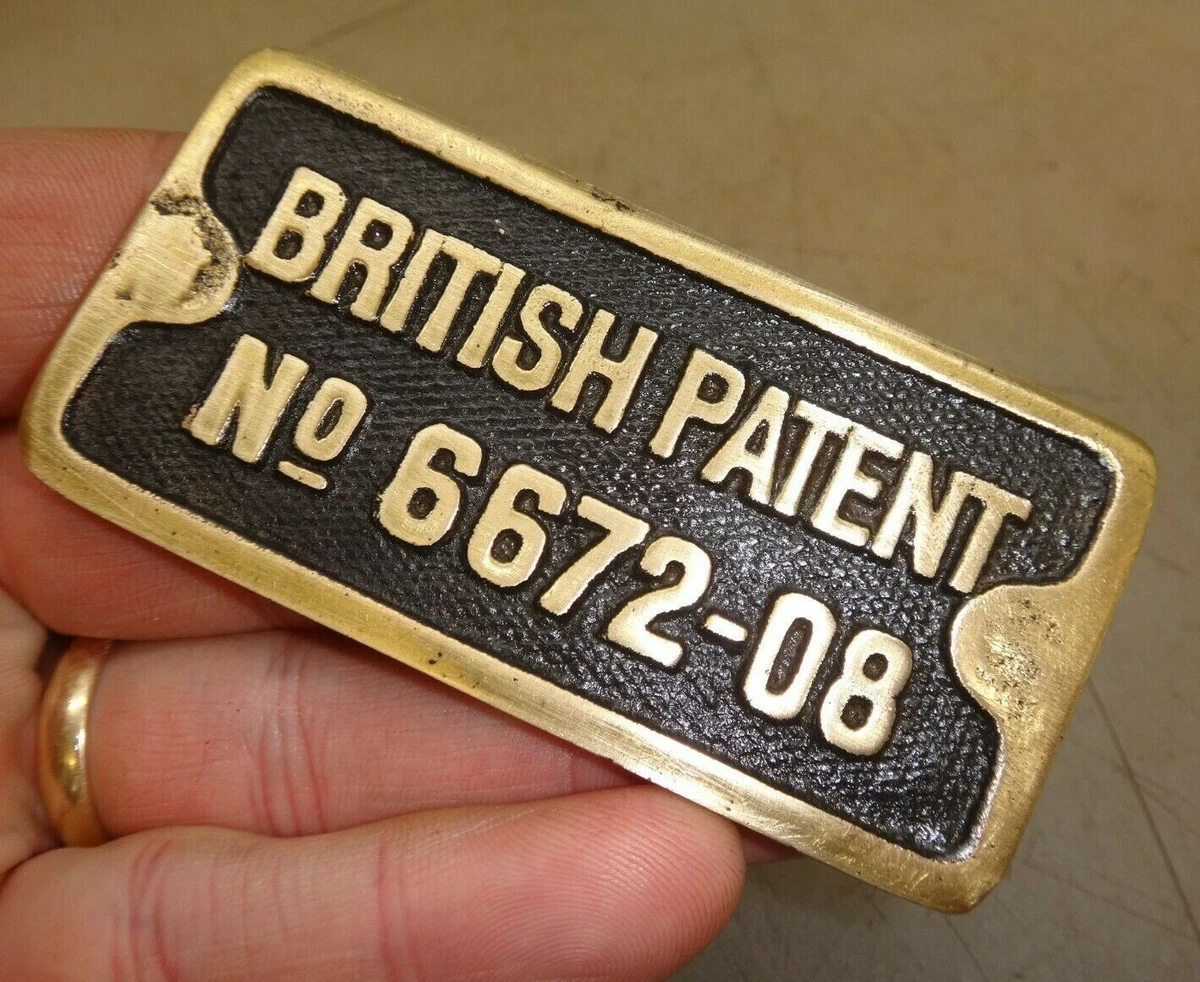 BRITISH PATENT
Nº 6672-08